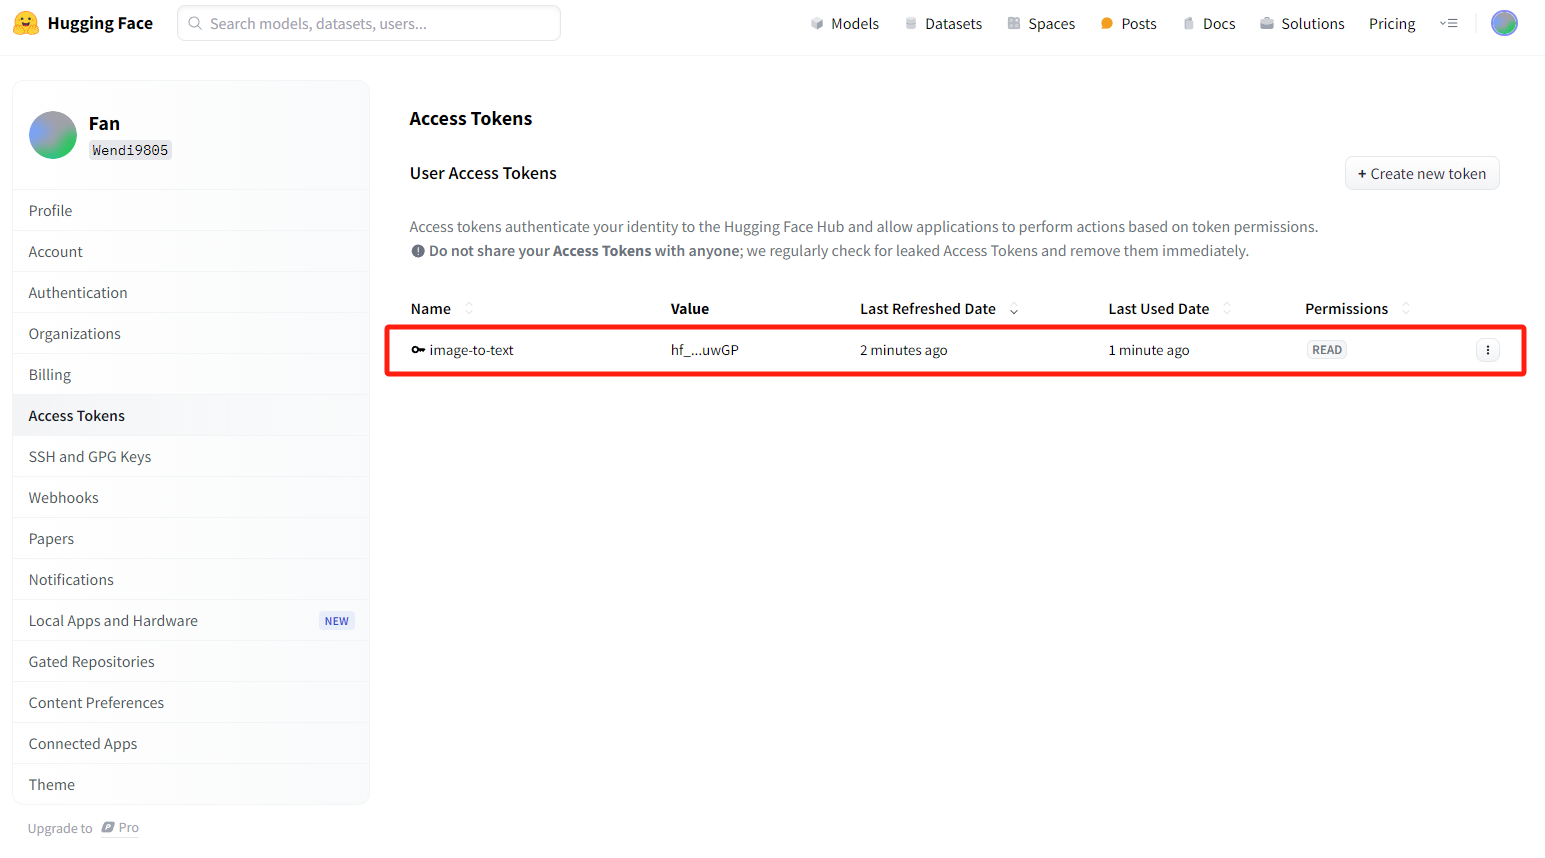 Hugging Face
Search models, datasets, users...
Models
Datasets
Spaces
Posts
Docs
Solutions
Pricing
Fan
Wendi9805
Profile
Account
Authentication
Organizations
Billing
Access Tokens
SSH and GPG Keys
Webhooks
Papers
Notifications
Local Apps and Hardware NEW
Gated Repositories
Content Preferences
Connected Apps
Theme
Upgrade to Pro
Access Tokens
User Access Tokens
+ Create new token
Access tokens authenticate your identity to the Hugging Face Hub and allow applications to perform actions based on token permissions.
Do not share your Access Tokens with anyone; we regularly check for leaked Access Tokens and remove them immediately.
Name Value Last Refreshed Date Last Used Date Permissions
image-to-text hf_...uwGP 2 minutes ago 1 minute ago READ